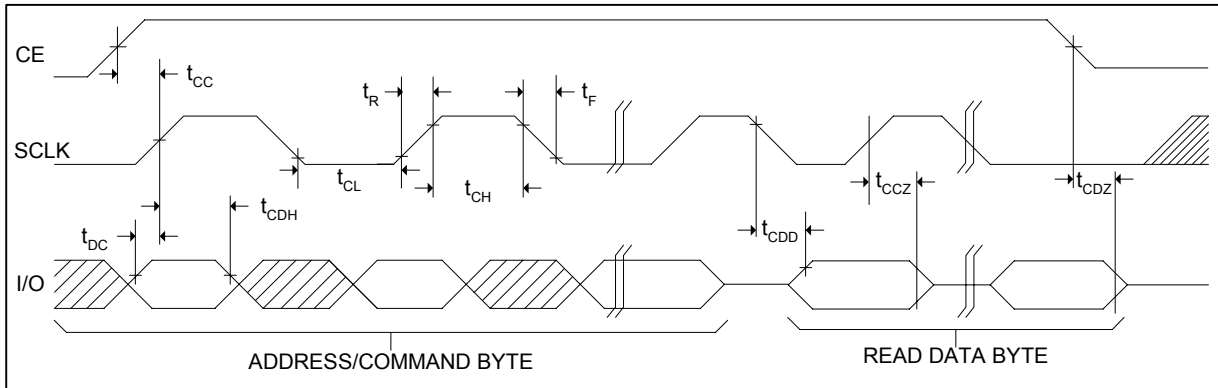 CE
t_CC
t_R
t_F
SCLK
t_CL
t_CH
t_CCZ
t_CDZ
t_CDH
t_DC
t_CDD
I/O
ADDRESS/COMMAND BYTE
READ DATA BYTE